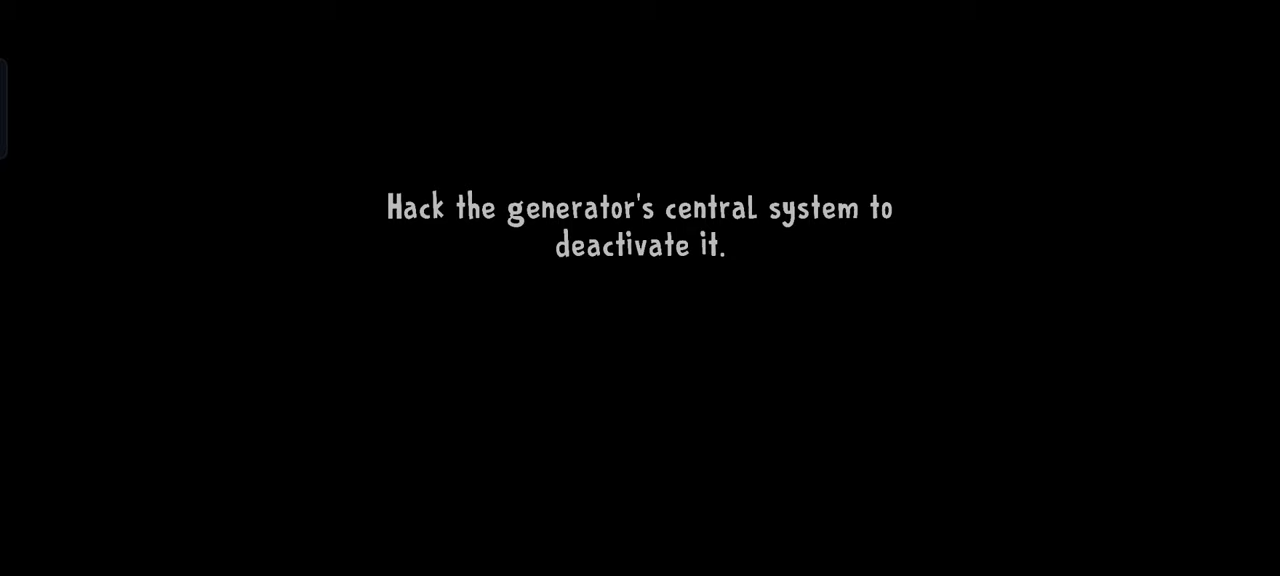 Hack the generator's central system to
deactivate it.